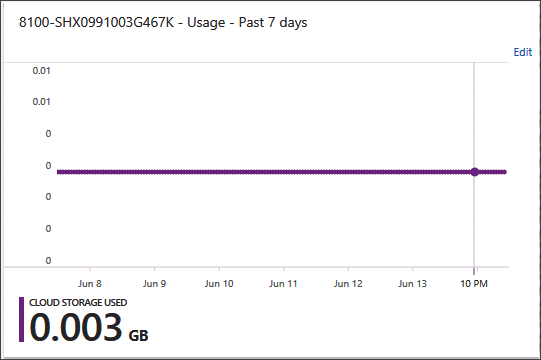 8100-SHX0991003G467K - Usage - Past 7 days
Edit
0.01
0.01
0
0
0
0
0
Jun 8 Jun 9 Jun 10 Jun 11 Jun 12 Jun 13 10 PM
CLOUD STORAGE USED
0.003 GB